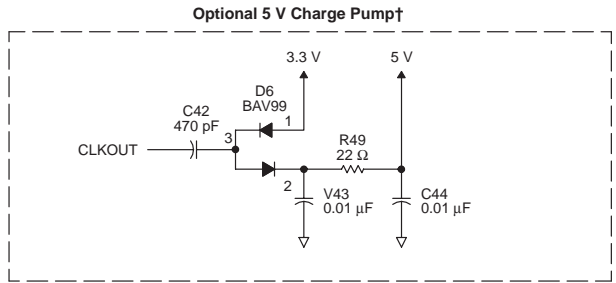 Optional 5 V Charge Pump†
3.3 V
5 V
D6
BAV99
C42
470 pF
1
3
R49
22 Ω
CLKOUT
2
V43
0.01 μF
C44
0.01 μF